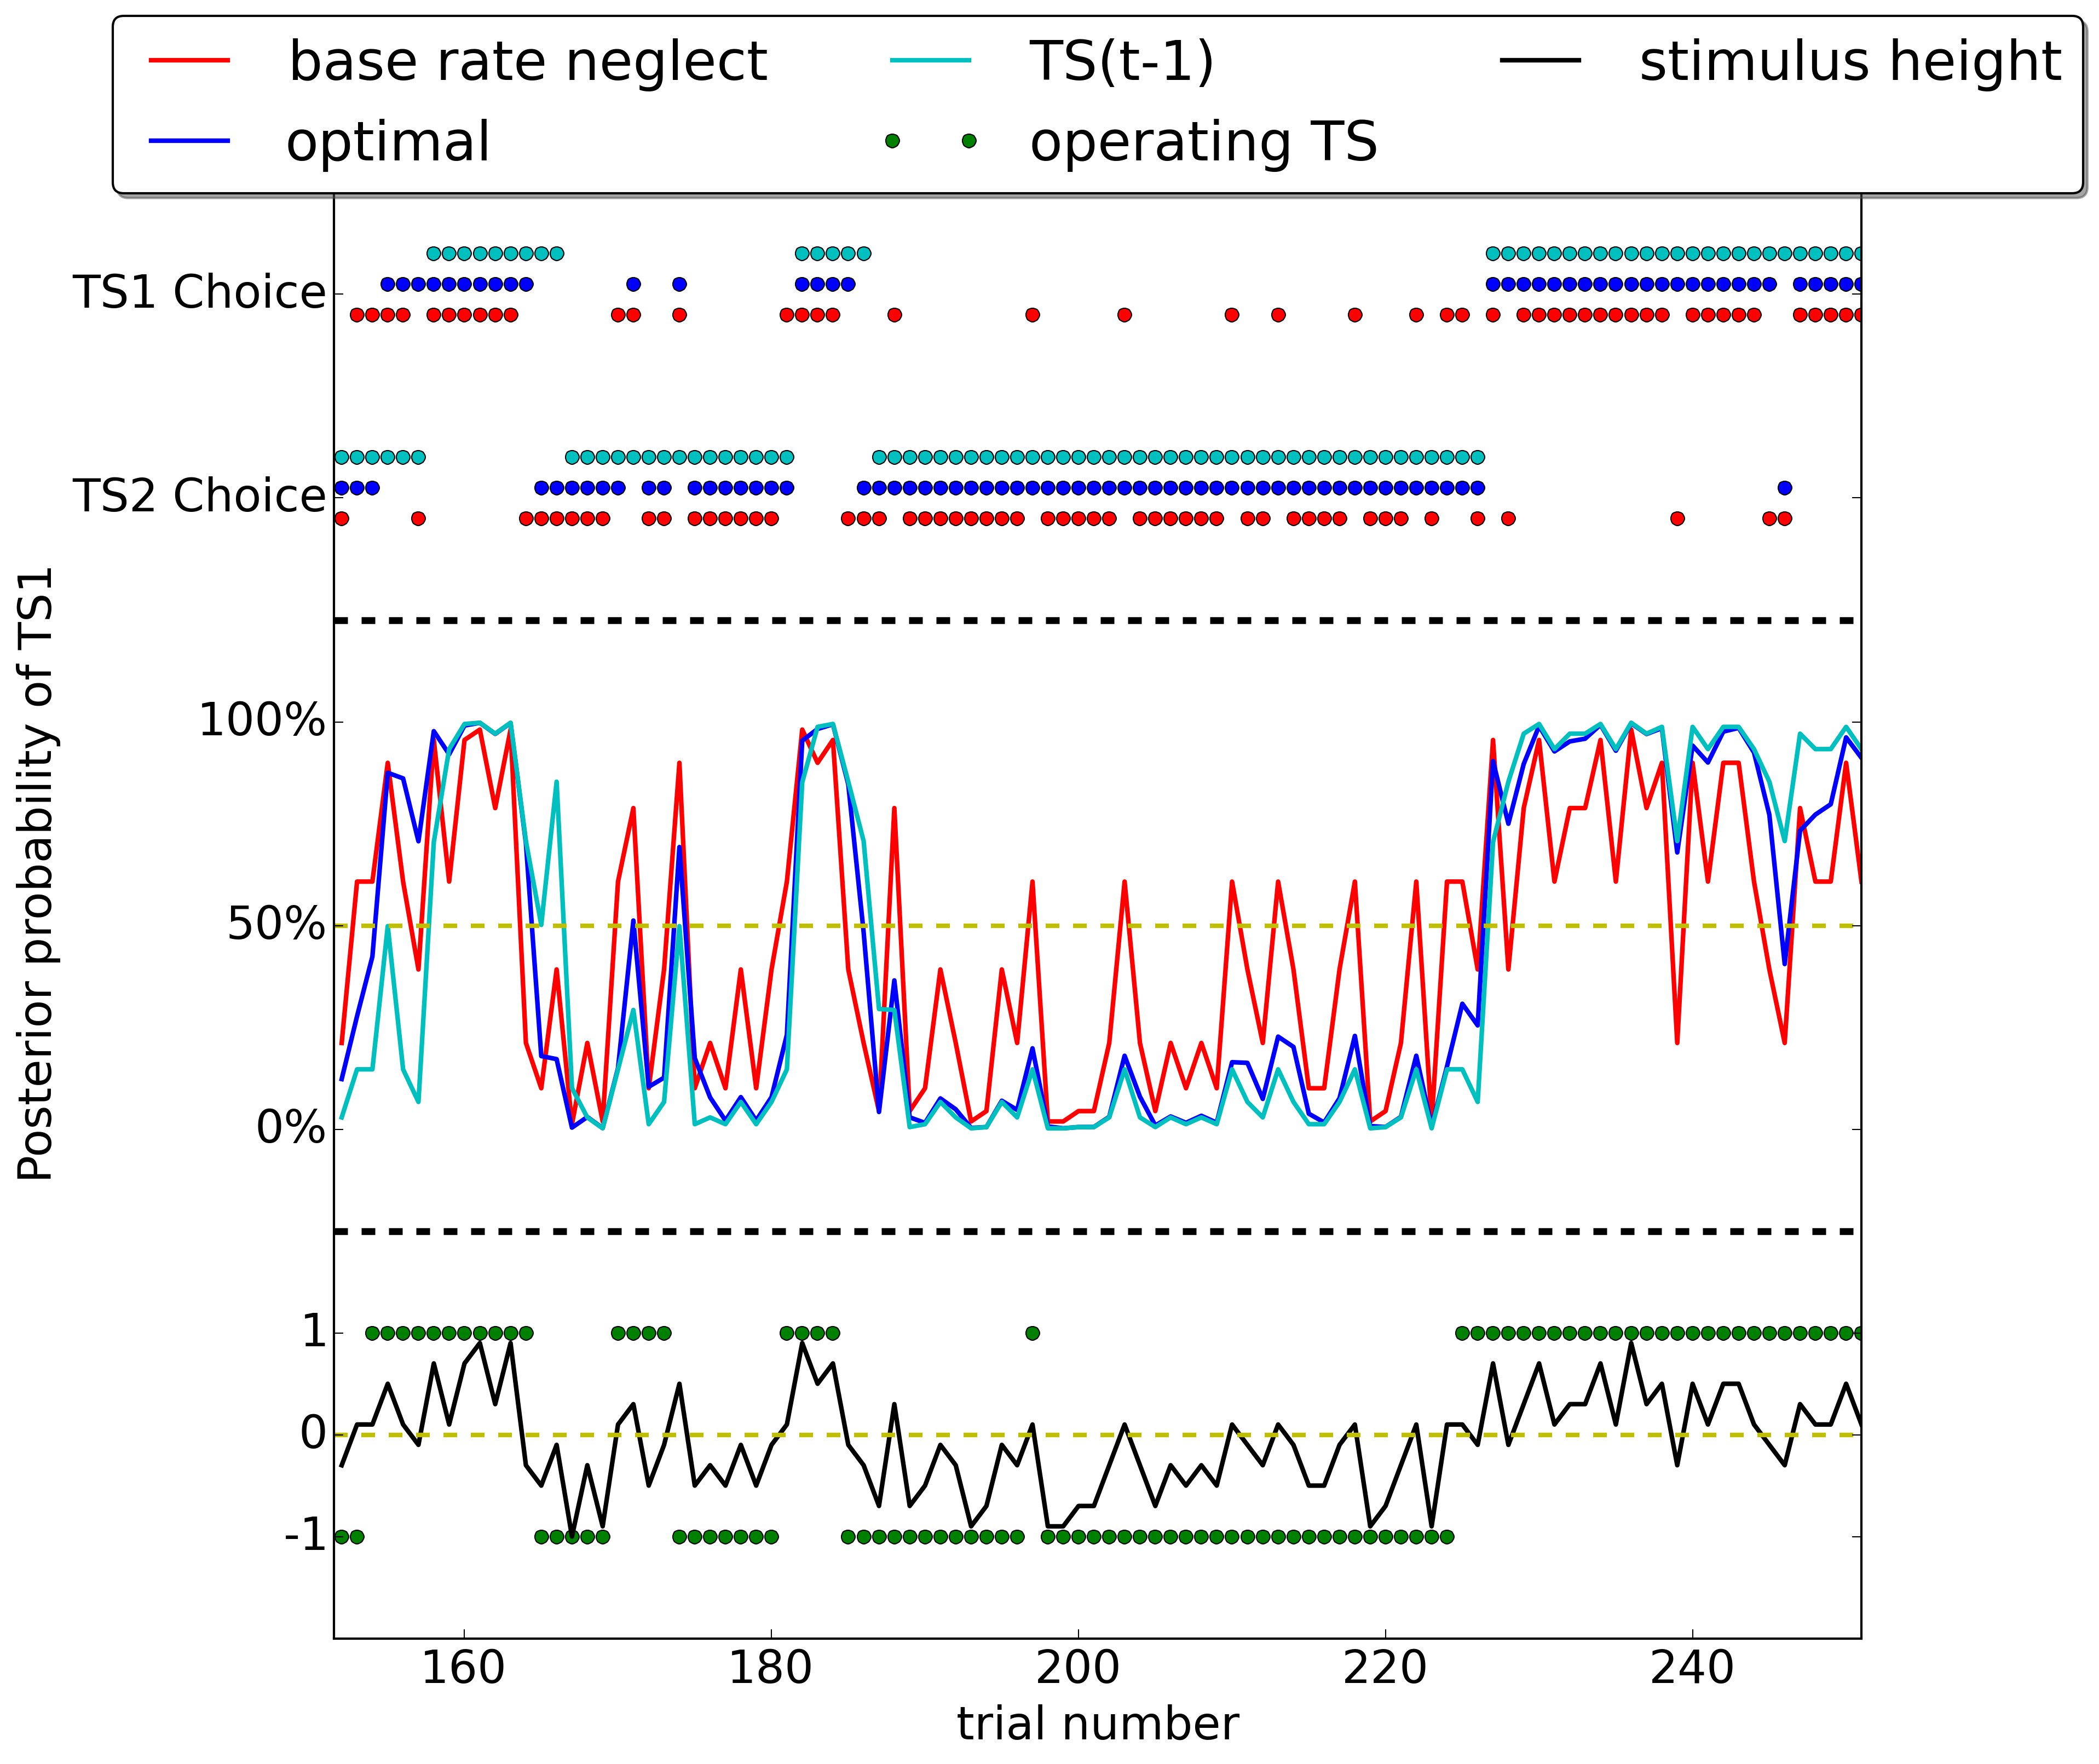 base rate neglect
TS(t-1)
stimulus height
optimal
operating TS
TS1 Choice
TS2 Choice
Posterior probability of TS1
100%
50%
0%
1
0
-1
160
180
200
220
240
trial number